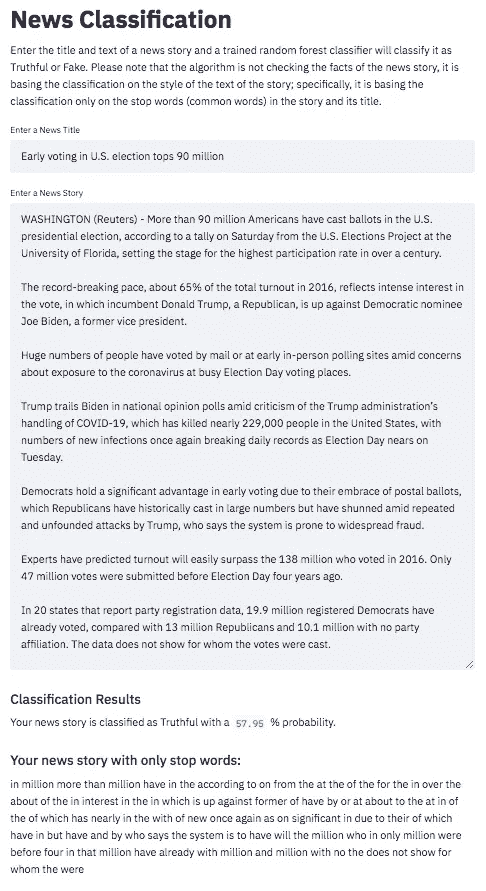 News Classification
Enter the title and text of a news story and a trained random forest classifier will classify it as
Truthful or Fake. Please note that the algorithm is not checking the facts of the news story, it is
basing the classification on the style of the text of the story; specifically, it is basing the
classification only on the stop words (common words) in the story and its title.
Enter a News Title
Early voting in U.S. election tops 90 million
Enter a News Story
WASHINGTON (Reuters) - More than 90 million Americans have cast ballots in the U.S.
presidential election, according to a tally on Saturday from the U.S. Elections Project at the
University of Florida, setting the stage for the highest participation rate in over a century.
The record-breaking pace, about 65% of the total turnout in 2016, reflects intense interest in
the vote, in which incumbent Donald Trump, a Republican, is up against Democratic nominee
Joe Biden, a former vice president.
Huge numbers of people have voted by mail or at early in-person polling sites amid concerns
about exposure to the coronavirus at busy Election Day voting places.
Trump trails Biden in national opinion polls amid criticism of the Trump administration's
handling of COVID-19, which has killed nearly 229,000 people in the United States, with
numbers of new infections once again breaking daily records as Election Day nears on
Tuesday.
Democrats hold a significant advantage in early voting due to their embrace of postal ballots,
which Republicans have historically cast in large numbers but have shunned amid repeated
and unfounded attacks by Trump, who says the system is prone to widespread fraud.
Experts have predicted turnout will easily surpass the 138 million who voted in 2016. Only
47 million votes were submitted before Election Day four years ago.
In 20 states that report party registration data, 19.9 million registered Democrats have
already voted, compared with 13 million Republicans and 10.1 million with no party
affiliation. The data does not show for whom the votes were cast.
Classification Results
Your news story is classified as Truthful with a 57.95 % probability.
Your news story with only stop words:
in million more than million have in the according to on from the at the of the for the in over the
about of the in interest in the in which is up against former of have by or at about to the at in of
the of which has nearly in the with of new once again as on significant in due to their of which
have in but have and by who says the system is to have will the million who in only million were
before four in that million have already with million and million with no the does not show for
whom the were